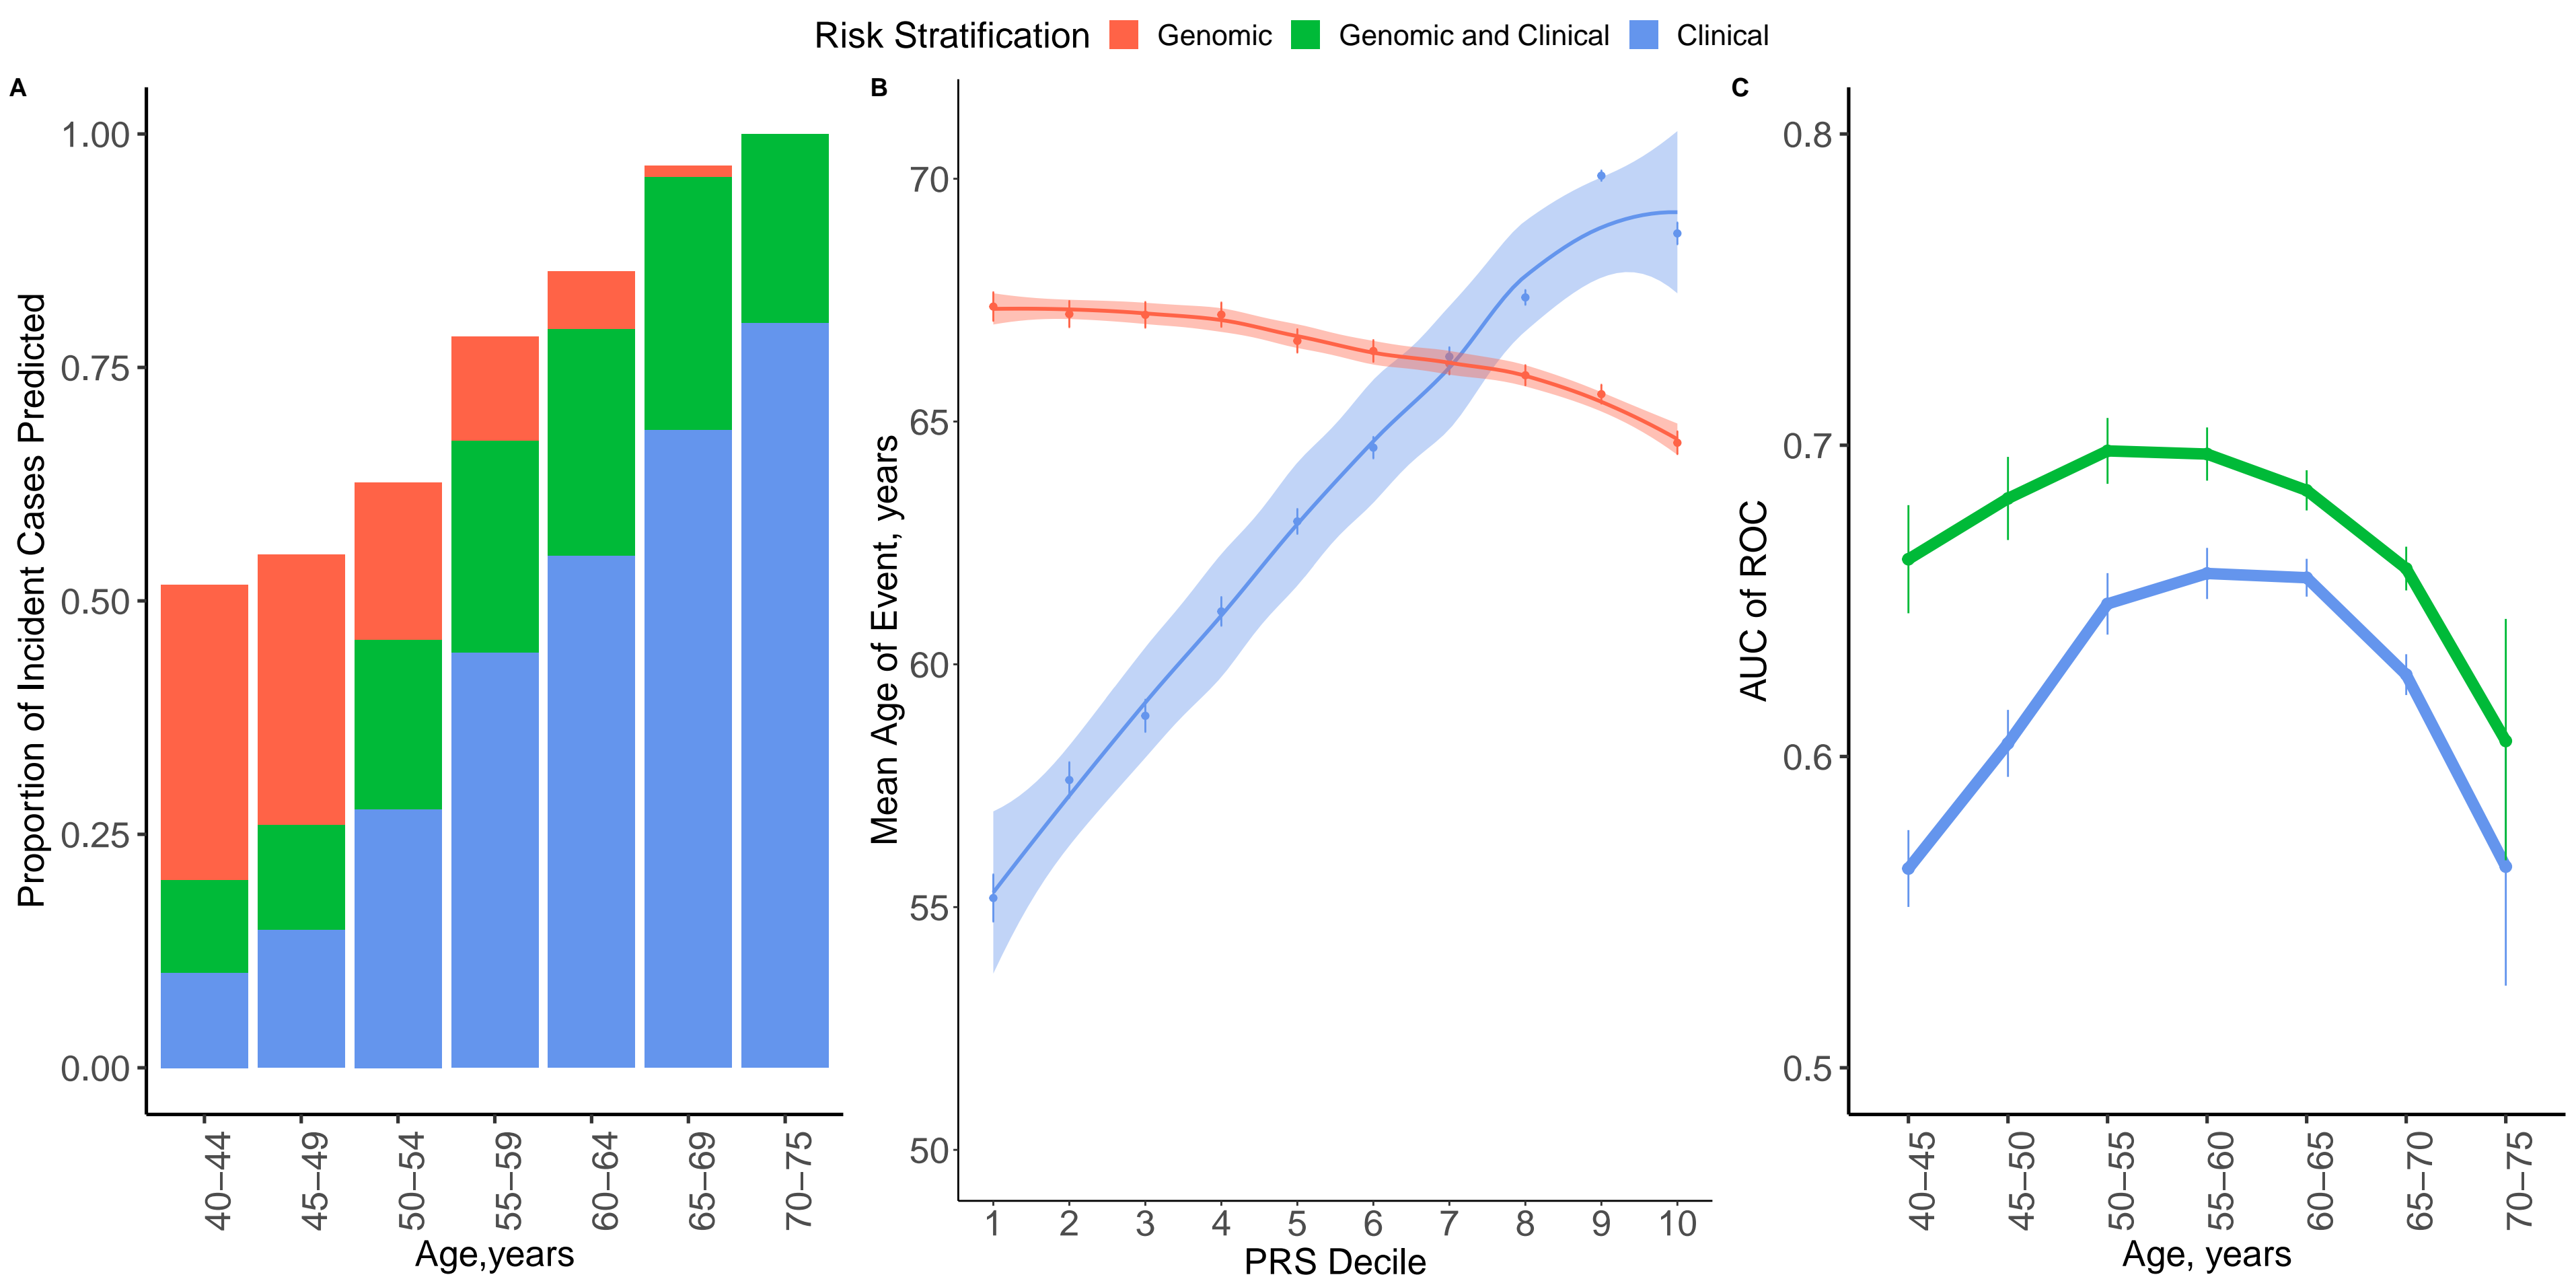 Risk Stratification Genomic Genomic and Clinical Clinical
A
Proportion of Incident Cases Predicted
1.00
0.75
0.50
0.25
0.00
40–44 45–49 50–54 55–59 60–64 65–69 70–75
Age,years
B
Mean Age of Event, years
70
65
60
55
50
1 2 3 4 5 6 7 8 9 10
PRS Decile
C
AUC of ROC
0.8
0.7
0.6
0.5
40–45 45–50 50–55 55–60 60–65 65–70 70–75
Age, years